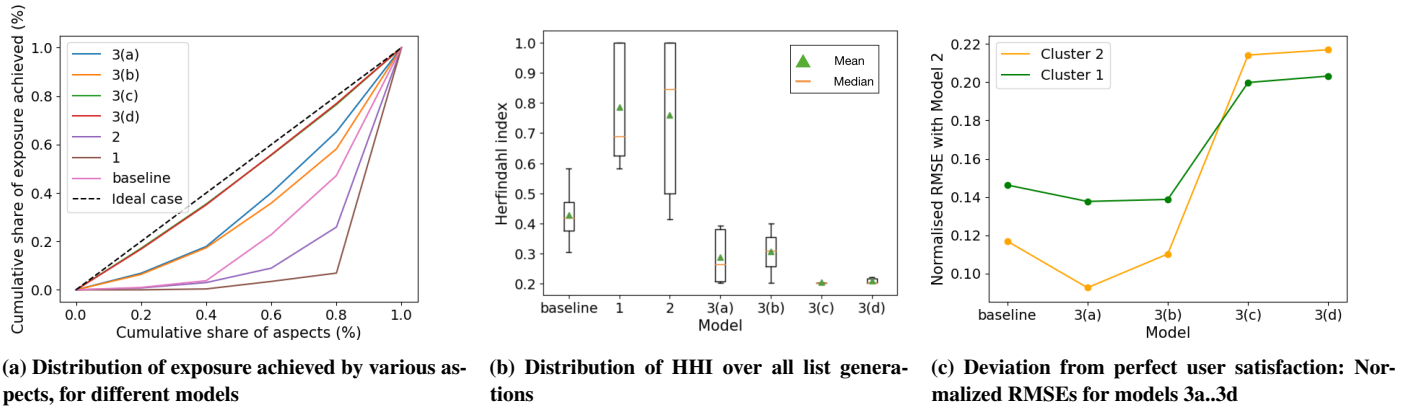 Cumulative share of exposure achieved (%)
1.0
0.8
0.6
0.4
0.2
0.0
3(a)
3(b)
3(c)
3(d)
2
1
baseline
Ideal case
0.0 0.2 0.4 0.6 0.8 1.0
Cumulative share of aspects (%)
(a) Distribution of exposure achieved by various as-
pects, for different models
Herfindahl index
1.0
0.9
0.8
0.7
0.6
0.5
0.4
0.3
0.2
Mean
Median
baseline 1 2 3(a) 3(b) 3(c) 3(d)
Model
(b) Distribution of HHI over all list genera-
tions
Normalised RMSE with Model 2
0.22
0.20
0.18
0.16
0.14
0.12
0.10
Cluster 2
Cluster 1
baseline 3(a) 3(b) 3(c) 3(d)
Model
(c) Deviation from perfect user satisfaction: Nor-
malized RMSEs for models 3a..3d